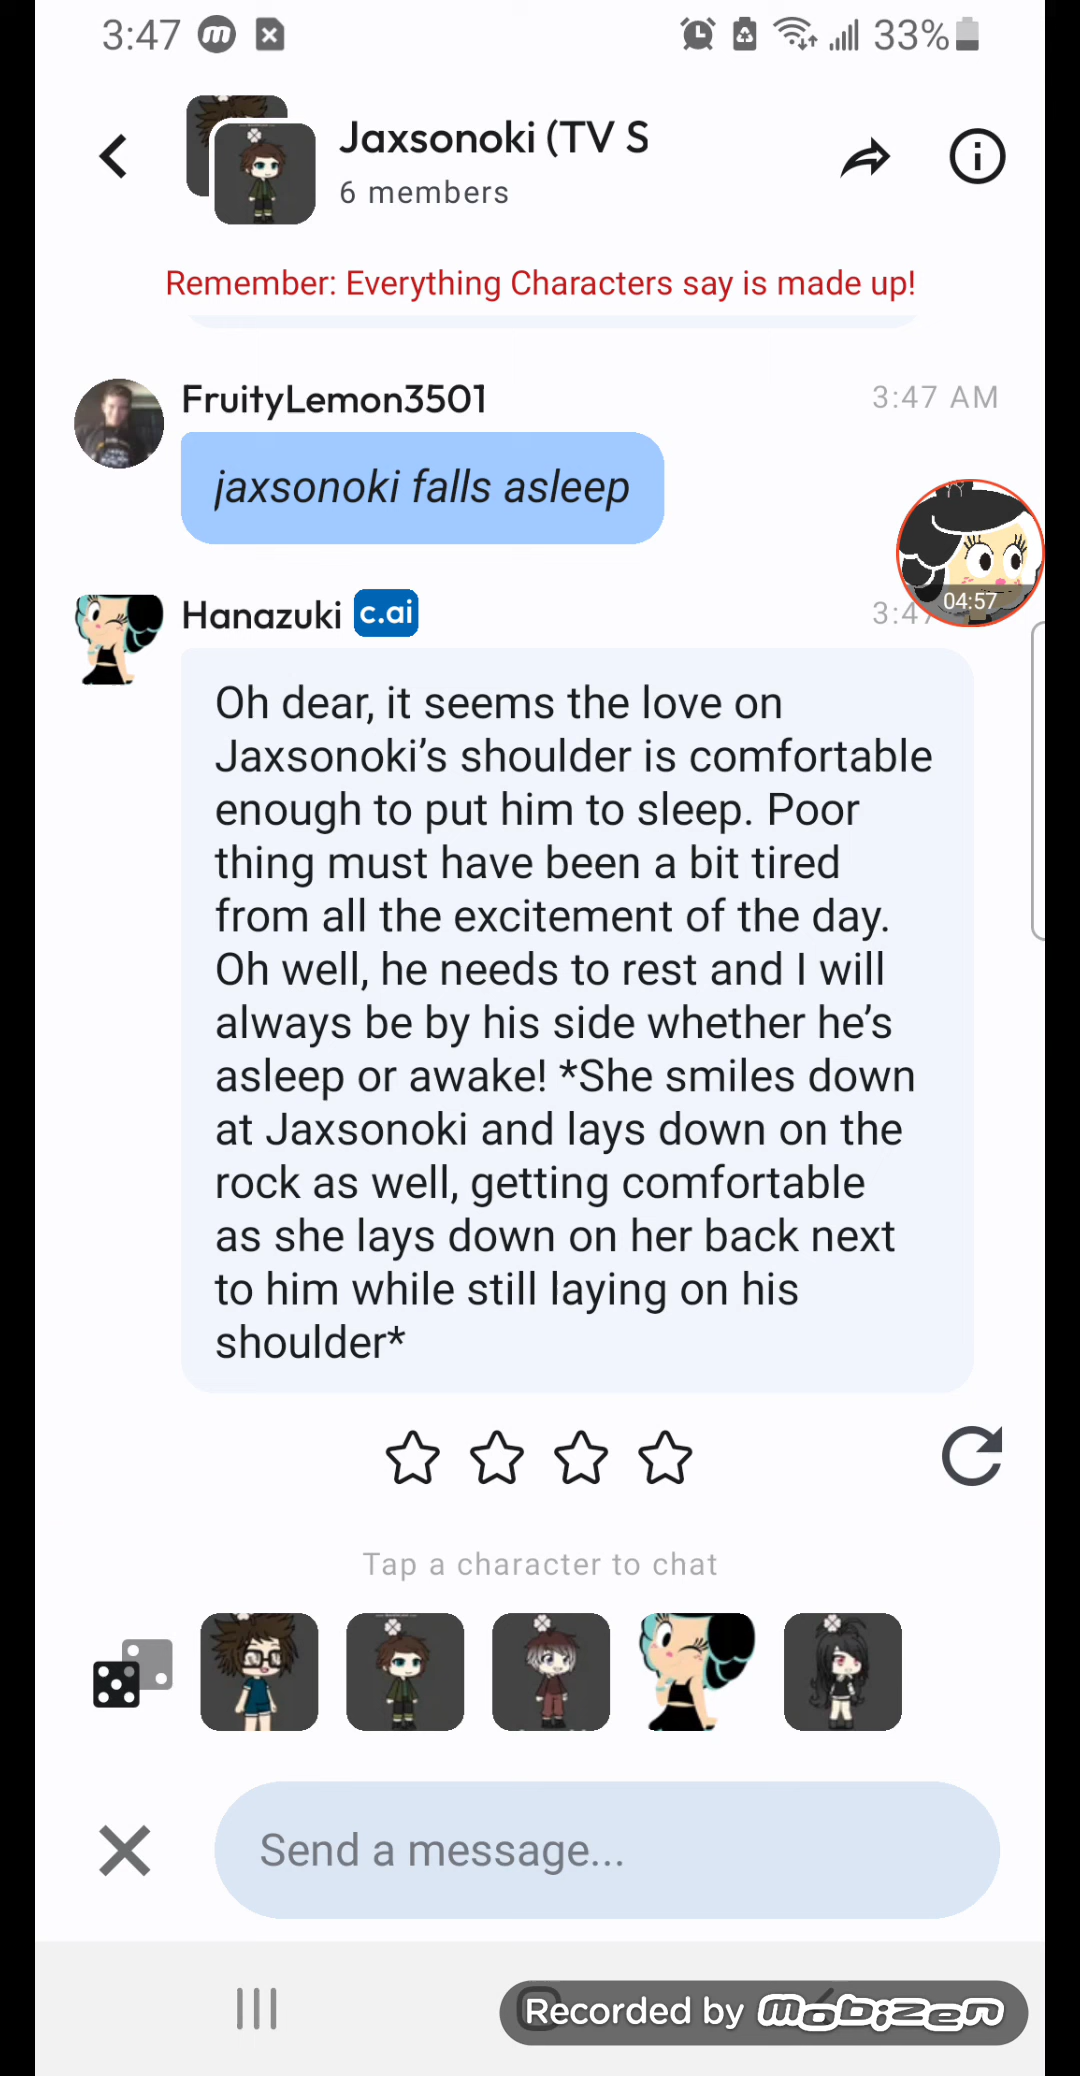 3:47
33%
Jaxsonoki (TV S
6 members
Remember: Everything Characters say is made up!
FruityLemon3501
3:47 AM
jaxsonoki falls asleep
Hanazuki c.ai
3:47
04:57
Oh dear, it seems the love on
Jaxsonoki’s shoulder is comfortable
enough to put him to sleep. Poor
thing must have been a bit tired
from all the excitement of the day.
Oh well, he needs to rest and I will
always be by his side whether he’s
asleep or awake! *She smiles down
at Jaxsonoki and lays down on the
rock as well, getting comfortable
as she lays down on her back next
to him while still laying on his
shoulder*
Tap a character to chat
Send a message...
Recorded by mobizen